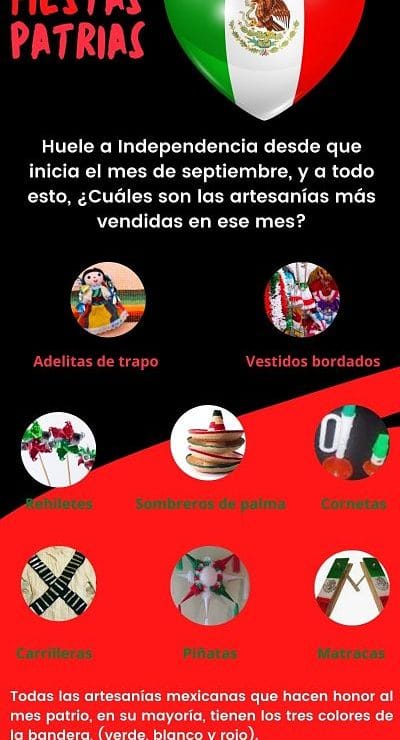 FIESTAS
PATRIAS
Huele a Independencia desde que
inicia el mes de septiembre, y a todo
esto, ¿Cuáles son las artesanías más
vendidas en ese mes?
Adelitas de trapo
Vestidos bordados
Rehiletes
Sombreros de palma
Cornetas
Carrilleras
Piñatas
Matracas
Todas las artesanías mexicanas que hacen honor al
mes patrio, en su mayoría, tienen los tres colores de
la bandera, (verde, blanco y rojo).